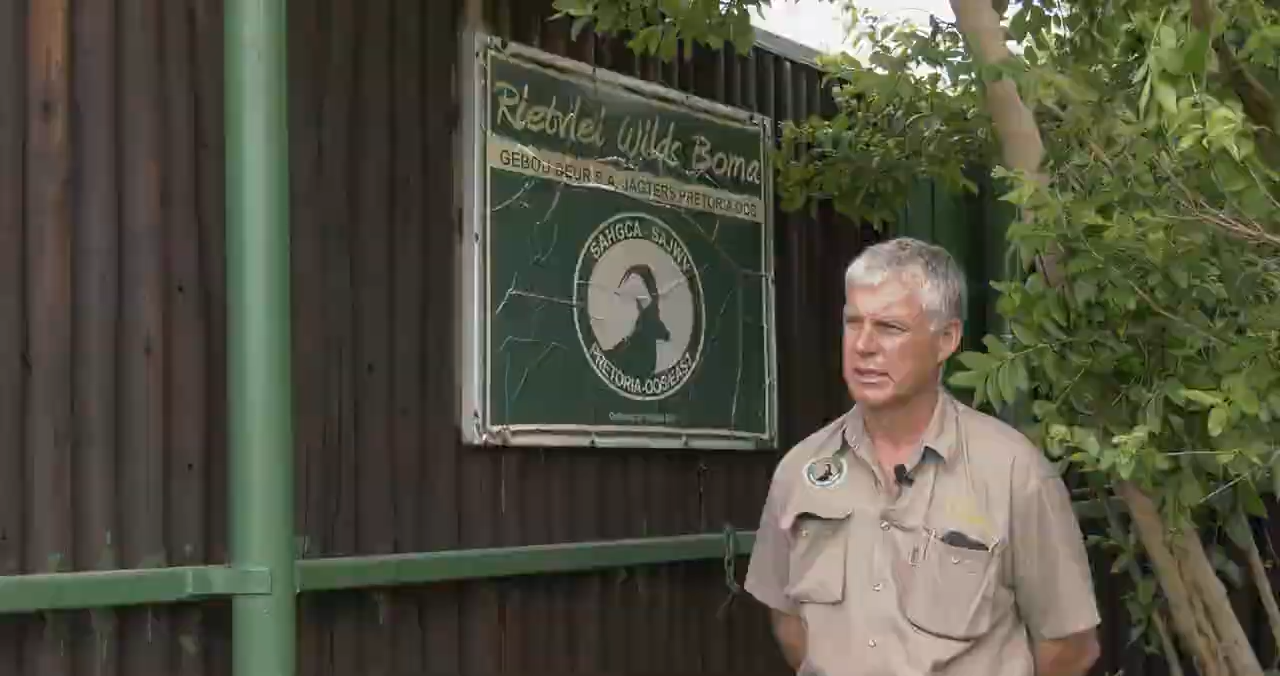 Rietvlei Wilds Boma
GEBOU DEUR S.A. JAGTERS PRETORIA-OOS
SAHGCA - SAJWV
PRETORIA-OOS/EAST